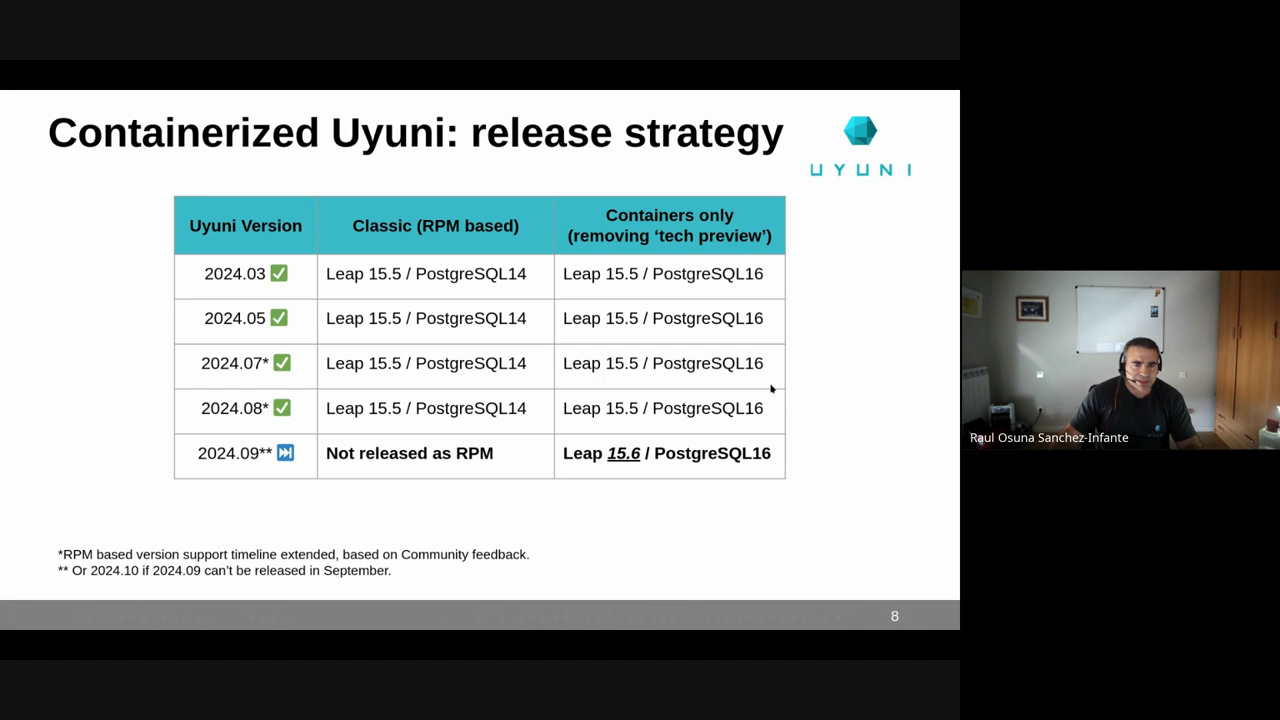 Containerized Uyuni: release strategy
UYUNI
Uyuni Version
Classic (RPM based)
Containers only
(removing ‘tech preview’)
2024.03 ✅
Leap 15.5 / PostgreSQL14
Leap 15.5 / PostgreSQL16
2024.05 ✅
Leap 15.5 / PostgreSQL14
Leap 15.5 / PostgreSQL16
2024.07* ✅
Leap 15.5 / PostgreSQL14
Leap 15.5 / PostgreSQL16
2024.08* ✅
Leap 15.5 / PostgreSQL14
Leap 15.5 / PostgreSQL16
2024.09** ⏭
Not released as RPM
Leap 15.6 / PostgreSQL16
*RPM based version support timeline extended, based on Community feedback.
** Or 2024.10 if 2024.09 can’t be released in September.
8
Raul Osuna Sanchez-Infante